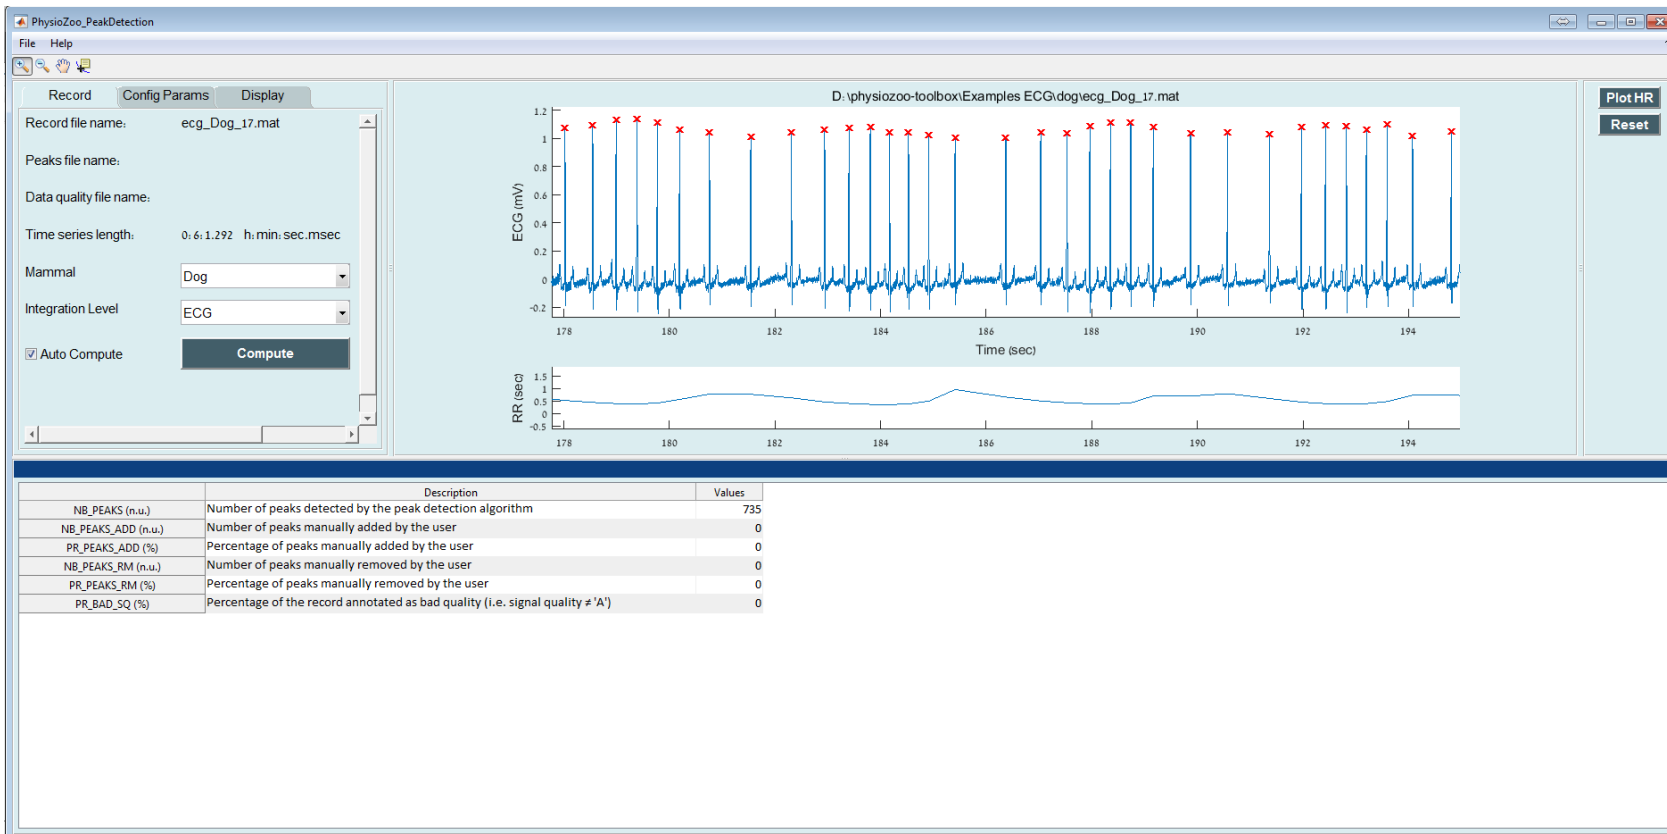 PhysioZoo_PeakDetection
File Help
Record Config Params Display
Record file name: ecg_Dog_17.mat
Peaks file name:
Data quality file name:
Time series length: 0:6:1.292 h:min:sec.msec
Mammal Dog
Integration Level ECG
Auto Compute Compute
D:\physiozoo-toolbox\Examples ECG\dog\ecg_Dog_17.mat
ECG (mV)
1.2
1
0.8
0.6
0.4
0.2
0
-0.2
178 180 182 184 186 188 190 192 194
Time (sec)
RR (sec)
1.5
1
0.5
0
-0.5
178 180 182 184 186 188 190 192 194
Plot HR
Reset
Description Values
NB_PEAKS (n.u.) Number of peaks detected by the peak detection algorithm 735
NB_PEAKS_ADD (n.u.) Number of peaks manually added by the user 0
PR_PEAKS_ADD (%) Percentage of peaks manually added by the user 0
NB_PEAKS_RM (n.u.) Number of peaks manually removed by the user 0
PR_PEAKS_RM (%) Percentage of peaks manually removed by the user 0
PR_BAD_SQ (%) Percentage of the record annotated as bad quality (i.e. signal quality ≠ 'A') 0